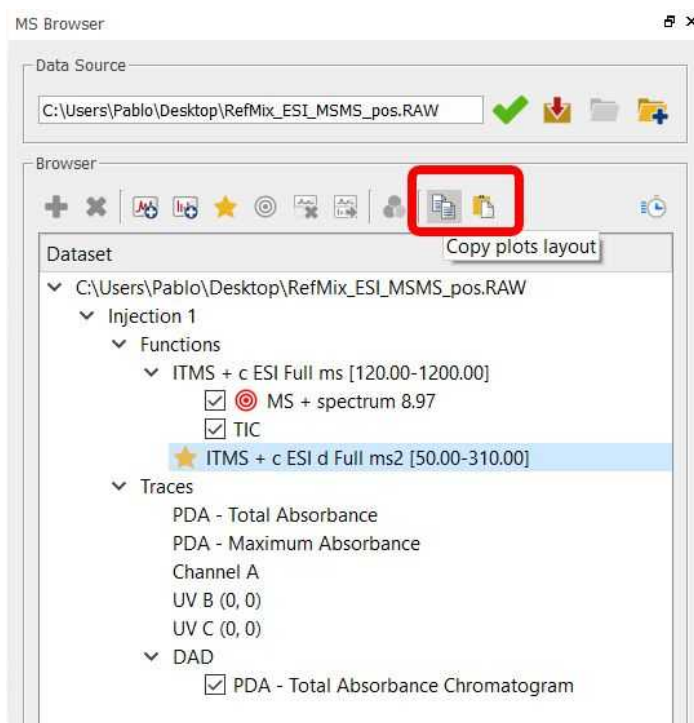 MS Browser
Data Source
C:\Users\Pablo\Desktop\RefMix_ESI_MSMS_pos.RAW
Browser
Copy plots layout
Dataset
C:\Users\Pablo\Desktop\RefMix_ESI_MSMS_pos.RAW
Injection 1
Functions
ITMS + c ESI Full ms [120.00-1200.00]
MS + spectrum 8.97
TIC
ITMS + c ESI d Full ms2 [50.00-310.00]
Traces
PDA - Total Absorbance
PDA - Maximum Absorbance
Channel A
UV B (0, 0)
UV C (0, 0)
DAD
PDA - Total Absorbance Chromatogram